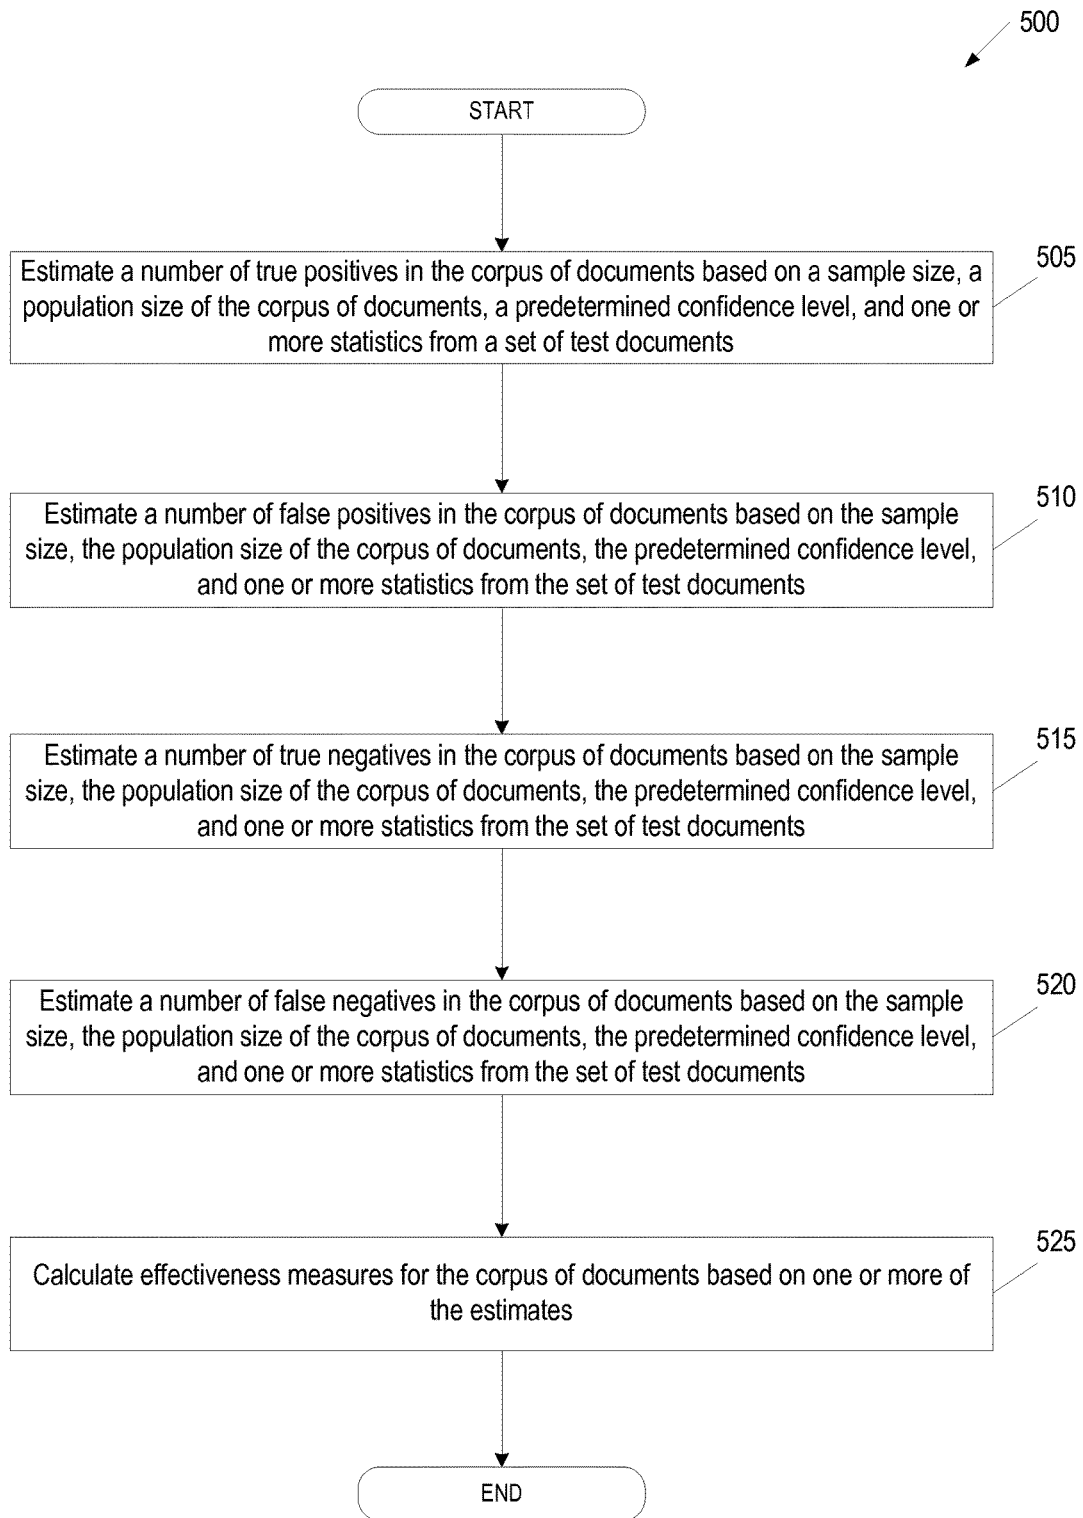 500
START
Estimate a number of true positives in the corpus of documents based on a sample size, a
population size of the corpus of documents, a predetermined confidence level, and one or
more statistics from a set of test documents
505
Estimate a number of false positives in the corpus of documents based on the sample
size, the population size of the corpus of documents, the predetermined confidence level,
and one or more statistics from the set of test documents
510
Estimate a number of true negatives in the corpus of documents based on the sample
size, the population size of the corpus of documents, the predetermined confidence level,
and one or more statistics from the set of test documents
515
Estimate a number of false negatives in the corpus of documents based on the sample
size, the population size of the corpus of documents, the predetermined confidence level,
and one or more statistics from the set of test documents
520
Calculate effectiveness measures for the corpus of documents based on one or more of
the estimates
525
END